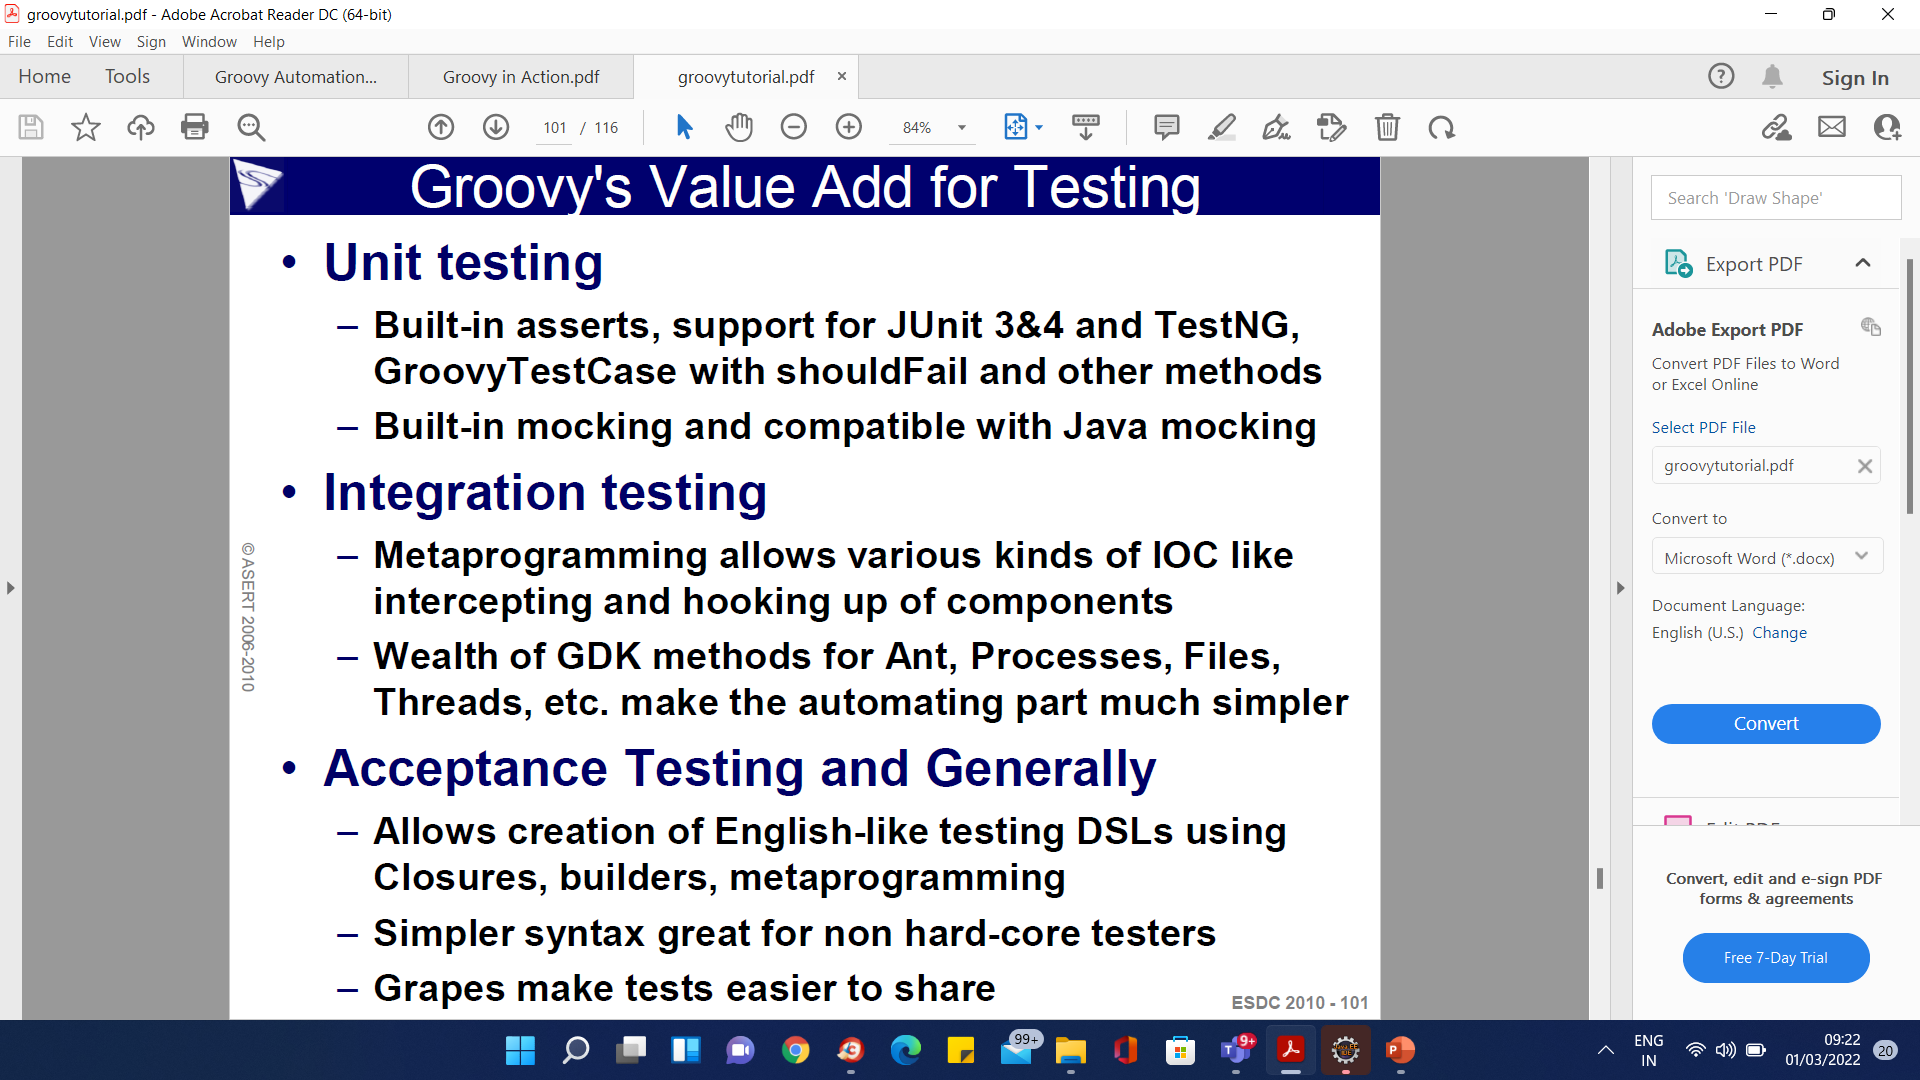 groovytutorial.pdf - Adobe Acrobat Reader DC (64-bit)
File Edit View Sign Window Help
Home Tools Groovy Automation... Groovy in Action.pdf groovytutorial.pdf × Sign In
101 / 116 84%
Groovy's Value Add for Testing
• Unit testing
– Built-in asserts, support for JUnit 3&4 and TestNG,
GroovyTestCase with shouldFail and other methods
– Built-in mocking and compatible with Java mocking
• Integration testing
– Metaprogramming allows various kinds of IOC like
intercepting and hooking up of components
– Wealth of GDK methods for Ant, Processes, Files,
Threads, etc. make the automating part much simpler
• Acceptance Testing and Generally
– Allows creation of English-like testing DSLs using
Closures, builders, metaprogramming
– Simpler syntax great for non hard-core testers
– Grapes make tests easier to share
© ASERT 2006-2010
ESDC 2010 - 101
Search 'Draw Shape'
Export PDF
Adobe Export PDF
Convert PDF Files to Word
or Excel Online
Select PDF File
groovytutorial.pdf
Convert to
Microsoft Word (*.docx)
Document Language:
English (U.S.) Change
Convert
Convert, edit and e-sign PDF
forms & agreements
Free 7-Day Trial
99+
9+
ENG
IN
09:22
01/03/2022
20